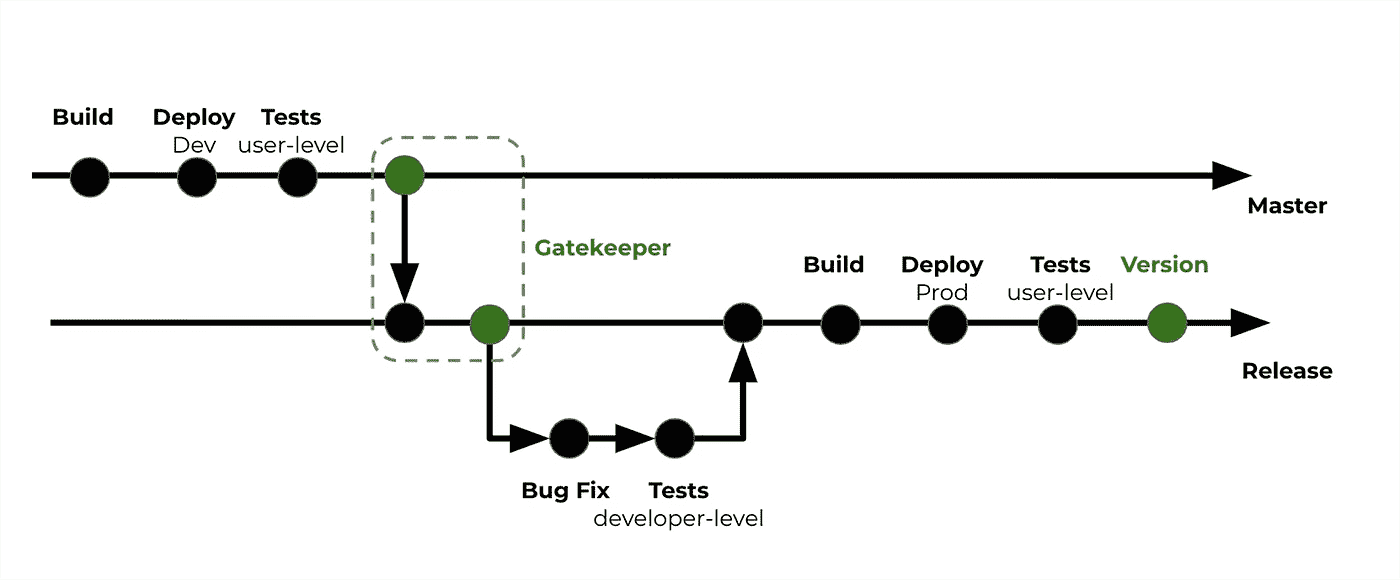 Build
Deploy
Dev
Tests
user-level
Master
Gatekeeper
Build
Deploy
Prod
Tests
user-level
Version
Release
Bug Fix
Tests
developer-level